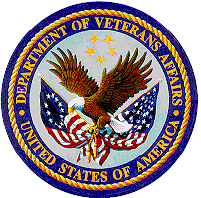 · DEPARTMENT OF VETERANS AFFAIRS ·
UNITED STATES OF AMERICA